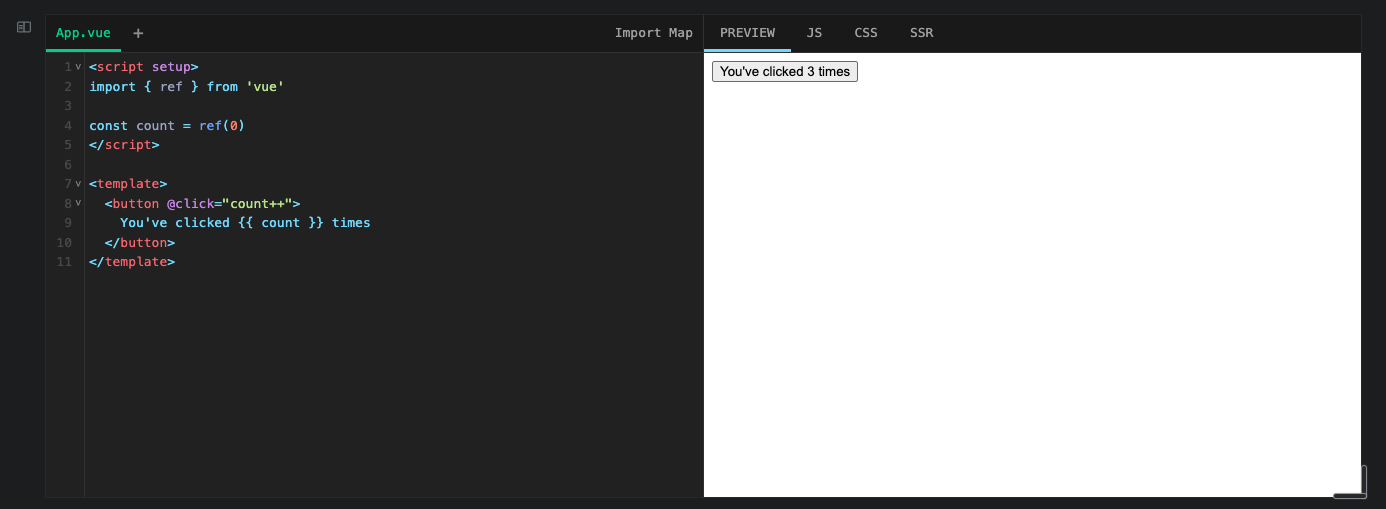 App.vue + Import Map
PREVIEW JS CSS SSR
1 <script setup>
2 import { ref } from 'vue'
3
4 const count = ref(0)
5 </script>
6
7 <template>
8   <button @click="count++">
9     You've clicked {{ count }} times
10   </button>
11 </template>
You've clicked 3 times